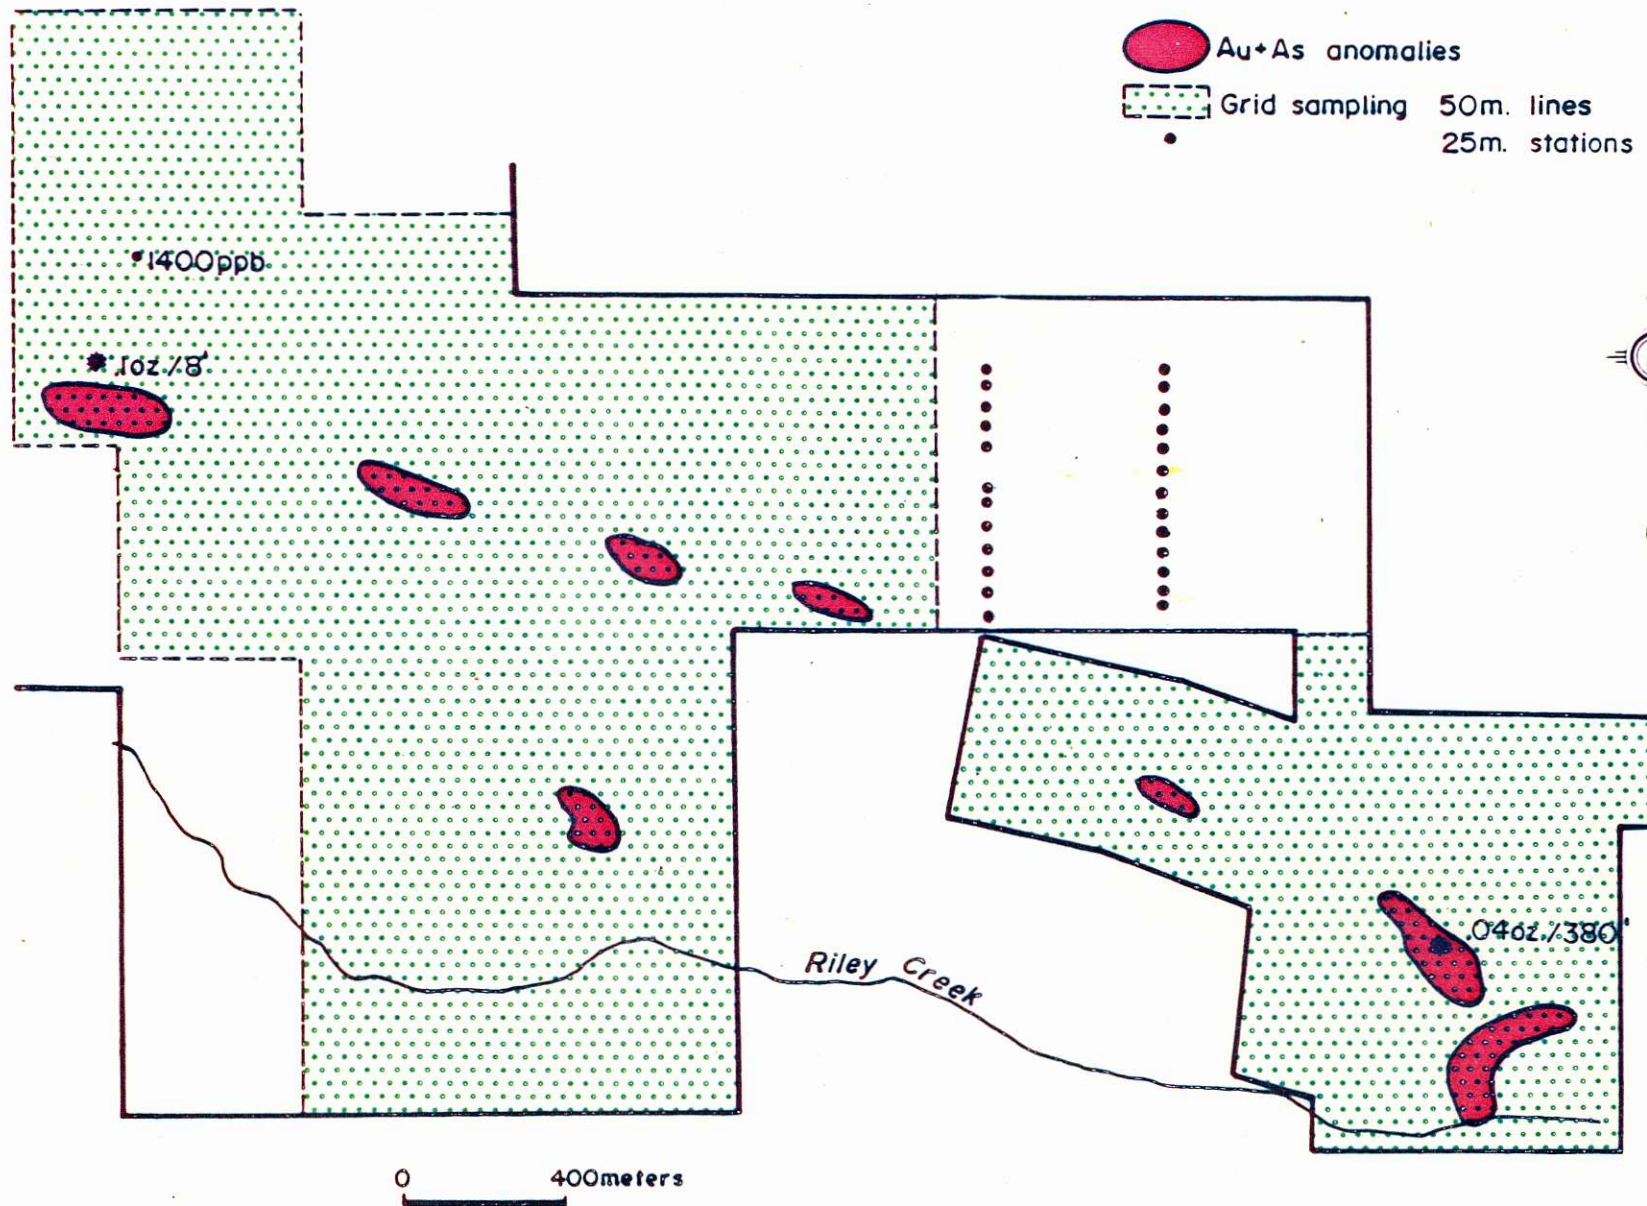 Au+As anomalies
Grid sampling 50m. lines
25m. stations
1400ppb
.1oz./8'
.04oz./380'
Riley Creek
0 400meters